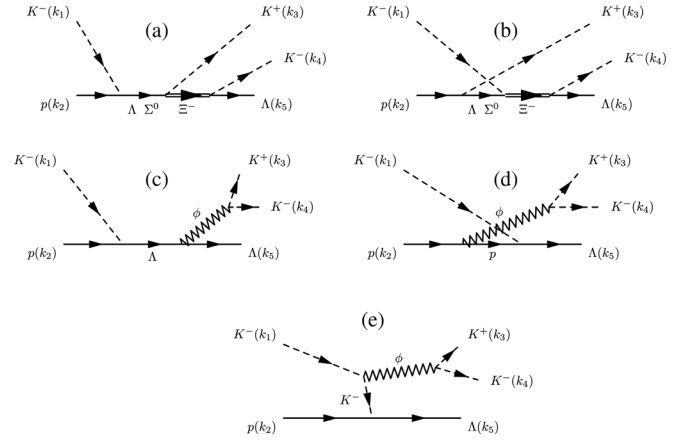 K⁻(k₁) (a) K⁺(k₃)
K⁻(k₄)
p(k₂) Λ Σ⁰ Ξ⁻ Λ(k₅)
K⁻(k₁) (b) K⁺(k₃)
K⁻(k₄)
p(k₂) Λ Σ⁰ Ξ⁻ Λ(k₅)
K⁻(k₁) (c) K⁺(k₃)
φ K⁻(k₄)
p(k₂) Λ Λ(k₅)
K⁻(k₁) (d) K⁺(k₃)
φ K⁻(k₄)
p(k₂) p Λ(k₅)
(e)
K⁻(k₁) K⁺(k₃)
φ
K⁻(k₄)
K⁻
p(k₂) Λ(k₅)